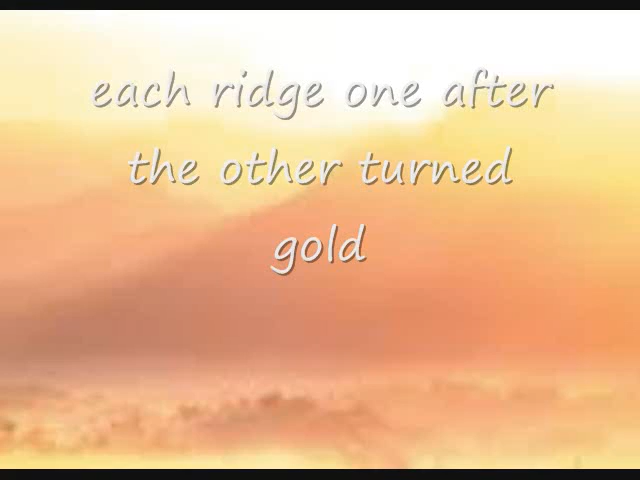 each ridge one after
the other turned
gold